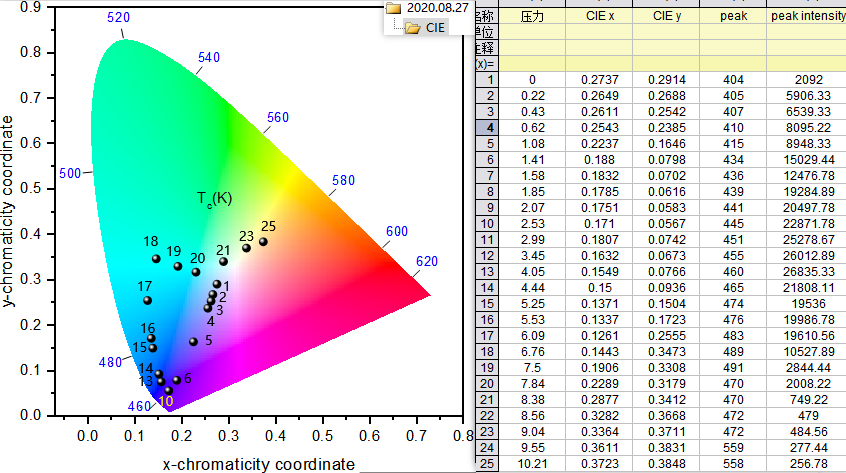 2020.08.27
CIE
0.9
0.8
0.7
0.6
0.5
0.4
0.3
0.2
0.1
0.0
y-chromaticity coordinate
0.0 0.1 0.2 0.3 0.4 0.5 0.6 0.7 0.8
x-chromaticity coordinate
520
540
560
500
580
600
620
480
460
Tc(K)
25
23
18
19
20
21
17
1
2
3
4
16
15
5
14
13
6
10
名称 压力 CIE x CIE y peak peak intensity
单位
注释
(x)=
1 0 0.2737 0.2914 404 2092
2 0.22 0.2649 0.2688 405 5906.33
3 0.43 0.2611 0.2542 407 6539.33
4 0.62 0.2543 0.2385 410 8095.22
5 1.08 0.2237 0.1646 415 8948.33
6 1.41 0.188 0.0798 434 15029.44
7 1.58 0.1832 0.0702 436 12476.78
8 1.85 0.1785 0.0616 439 19284.89
9 2.07 0.1751 0.0583 441 20497.78
10 2.53 0.171 0.0567 445 22871.78
11 2.99 0.1807 0.0742 451 25278.67
12 3.45 0.1632 0.0673 455 26012.89
13 4.05 0.1549 0.0766 460 26835.33
14 4.44 0.15 0.0936 465 21808.11
15 5.25 0.1371 0.1504 474 19536
16 5.53 0.1337 0.1723 476 19986.78
17 6.09 0.1261 0.2555 483 19610.56
18 6.76 0.1443 0.3473 489 10527.89
19 7.5 0.1906 0.3308 491 2844.44
20 7.84 0.2289 0.3179 470 2008.22
21 8.38 0.2877 0.3412 470 749.22
22 8.56 0.3282 0.3668 472 479
23 9.04 0.3364 0.3711 472 484.56
24 9.55 0.3611 0.3831 559 277.44
25 10.21 0.3723 0.3848 558 256.78